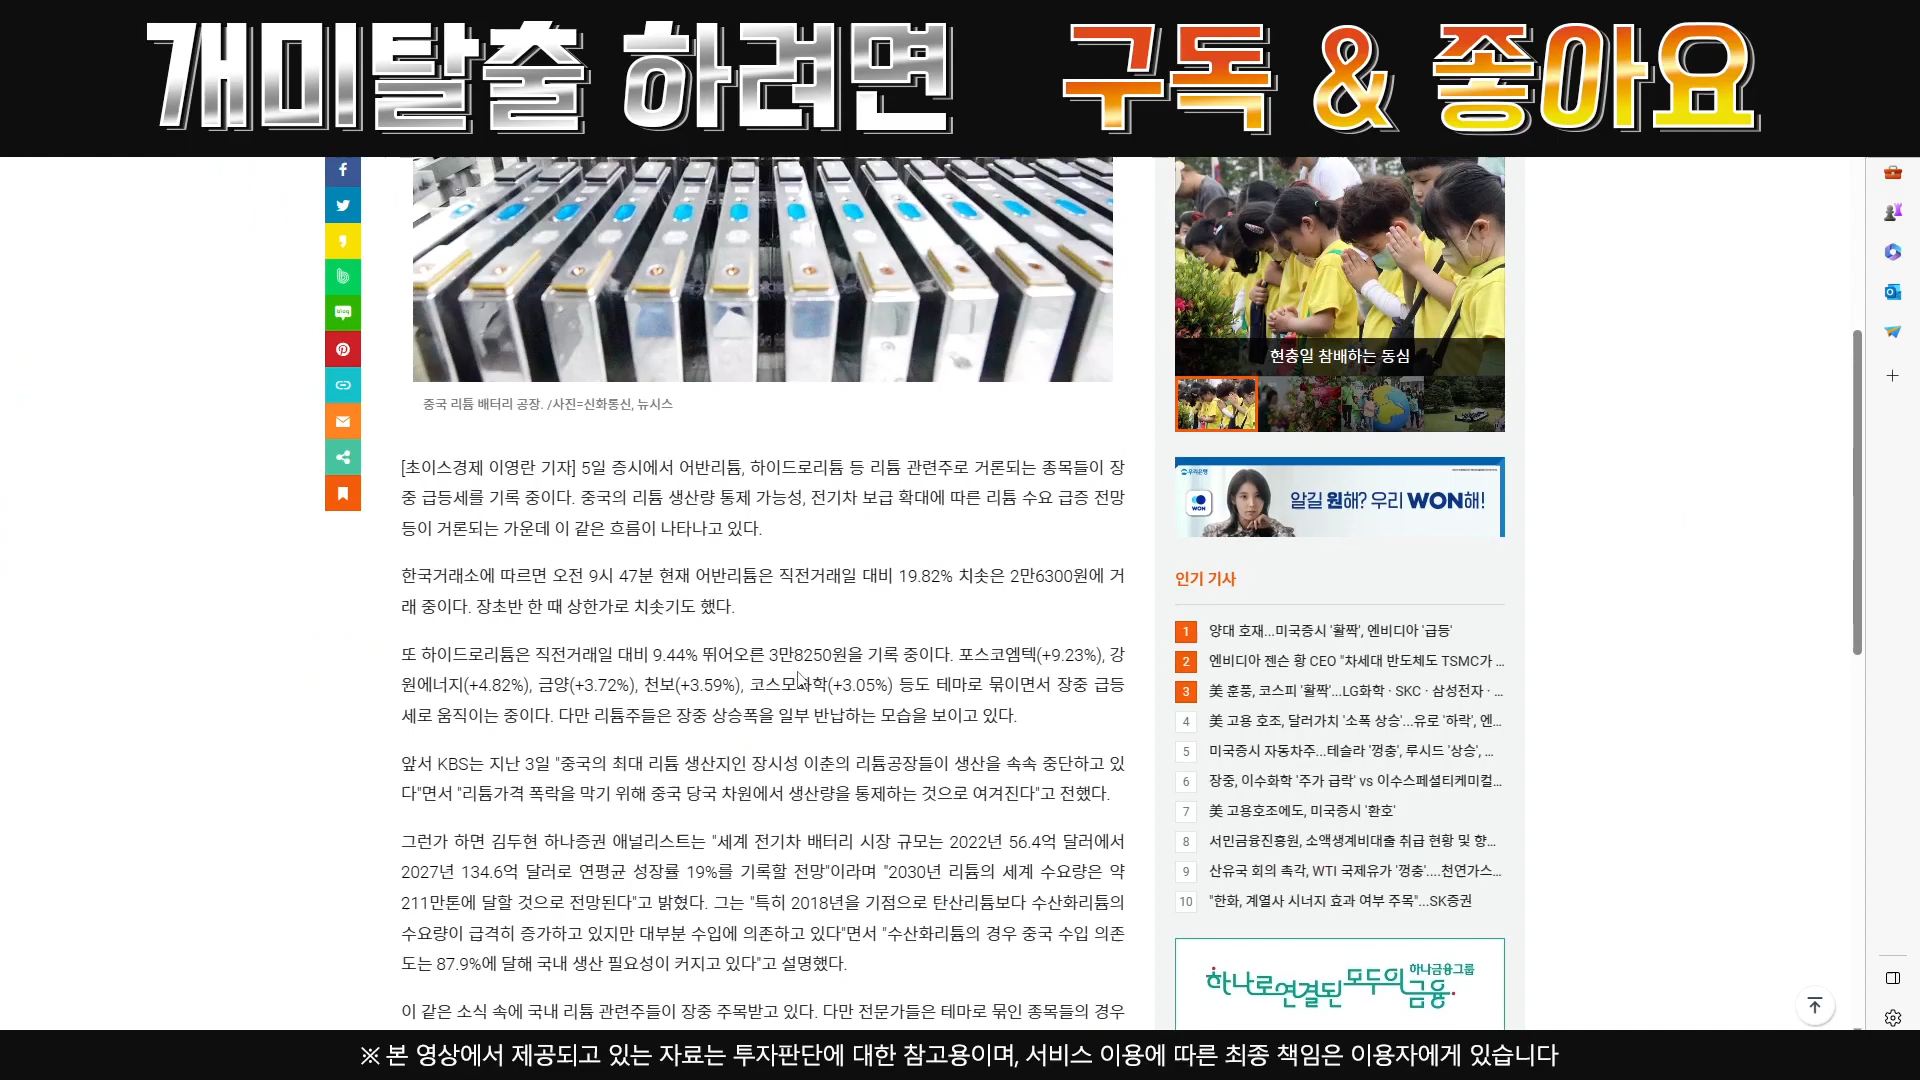 개미탈출 하려면 구독 & 좋아요
현충일 참배하는 동심
중국 리튬 배터리 공장. /사진=신화통신, 뉴시스
[초이스경제 이영란 기자] 5일 증시에서 어반리튬, 하이드로리튬 등 리튬 관련주로 거론되는 종목들이 장
중 급등세를 기록 중이다. 중국의 리튬 생산량 통제 가능성, 전기차 보급 확대에 따른 리튬 수요 급증 전망
등이 거론되는 가운데 이 같은 흐름이 나타나고 있다.
한국거래소에 따르면 오전 9시 47분 현재 어반리튬은 직전거래일 대비 19.82% 치솟은 2만6300원에 거
래 중이다. 장초반 한 때 상한가로 치솟기도 했다.
또 하이드로리튬은 직전거래일 대비 9.44% 뛰어오른 3만8250원을 기록 중이다. 포스코엠텍(+9.23%), 강
원에너지(+4.82%), 금양(+3.72%), 천보(+3.59%), 코스모화학(+3.05%) 등도 테마로 묶이면서 장중 급등
세로 움직이는 중이다. 다만 리튬주들은 장중 상승폭을 일부 반납하는 모습을 보이고 있다.
앞서 KBS는 지난 3일 "중국의 최대 리튬 생산지인 장시성 이춘의 리튬공장들이 생산을 속속 중단하고 있
다"면서 "리튬가격 폭락을 막기 위해 중국 당국 차원에서 생산량을 통제하는 것으로 여겨진다"고 전했다.
그런가 하면 김두현 하나증권 애널리스트는 "세계 전기차 배터리 시장 규모는 2022년 56.4억 달러에서
2027년 134.6억 달러로 연평균 성장률 19%를 기록할 전망"이라며 "2030년 리튬의 세계 수요량은 약
211만톤에 달할 것으로 전망된다"고 밝혔다. 그는 "특히 2018년을 기점으로 탄산리튬보다 수산화리튬의
수요량이 급격히 증가하고 있지만 대부분 수입에 의존하고 있다"면서 "수산화리튬의 경우 중국 수입 의존
도는 87.9%에 달해 국내 생산 필요성이 커지고 있다"고 설명했다.
이 같은 소식 속에 국내 리튬 관련주들이 장중 주목받고 있다. 다만 전문가들은 테마로 묶인 종목들의 경우
우리은행
WON
알길 원해? 우리 WON해!
인기 기사
1 양대 호재...미국증시 '활짝', 엔비디아 '급등'
2 엔비디아 젠슨 황 CEO "차세대 반도체도 TSMC가 ...
3 美 훈풍, 코스피 '활짝'...LG화학 · SKC · 삼성전자 · ...
4 美 고용 호조, 달러가치 '소폭 상승'...유로 '하락', 엔...
5 미국증시 자동차주...테슬라 '껑충', 루시드 '상승', ...
6 장중, 이수화학 '주가 급락' vs 이수스페셜티케미컬...
7 美 고용호조에도, 미국증시 '환호'
8 서민금융진흥원, 소액생계비대출 취급 현황 및 향...
9 산유국 회의 촉각, WTI 국제유가 '껑충'....천연가스...
10 "한화, 계열사 시너지 효과 여부 주목"...SK증권
하나로 연결된 모두의 금융.
하나금융그룹
※ 본 영상에서 제공되고 있는 자료는 투자판단에 대한 참고용이며, 서비스 이용에 따른 최종 책임은 이용자에게 있습니다